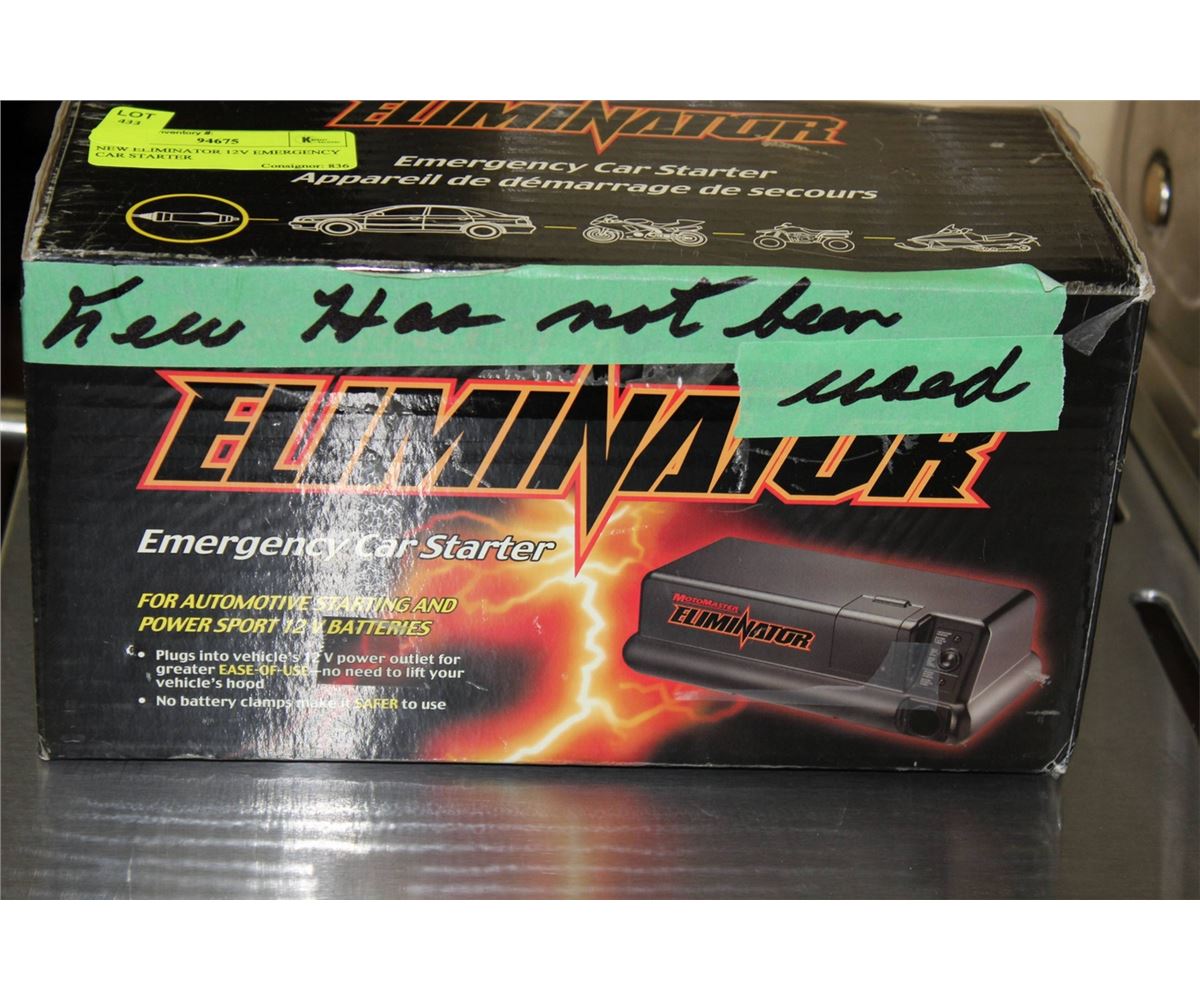 LOT
433
Inventory #:
94675
NEW ELIMINATOR 12V EMERGENCY
CAR STARTER
Consignor: 836
ELIMINATOR
Emergency Car Starter
Appareil de démarrage de secours
New Has not been
used
ELIMINATOR
Emergency Car Starter
FOR AUTOMOTIVE STARTING AND
POWER SPORT 12 V BATTERIES
• Plugs into vehicle's 12 V power outlet for
greater EASE-OF-USE—no need to lift your
vehicle's hood
• No battery clamps make it SAFER to use
MOTOMASTER
ELIMINATOR